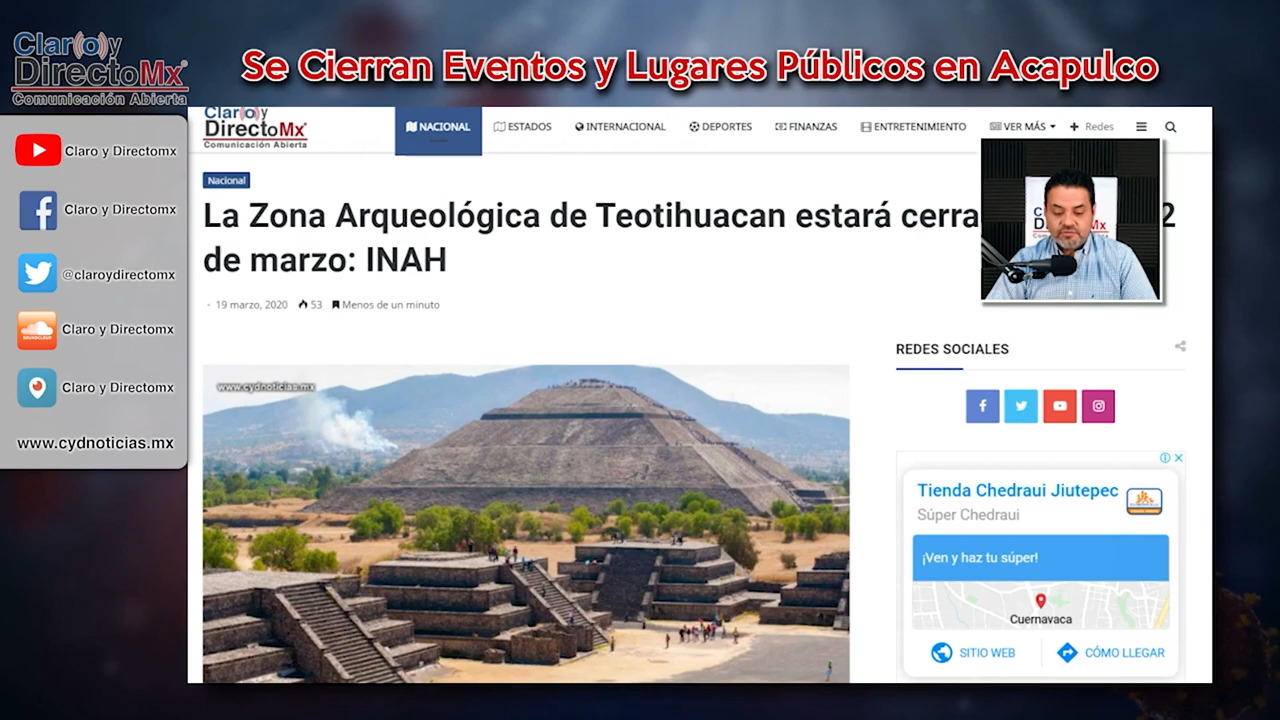 Claro y
DirectoMx
Comunicación Abierta
Se Cierran Eventos y Lugares Públicos en Acapulco
Claro y Directomx
Claro y Directomx
@claroydirectomx
Claro y Directomx
Claro y Directomx
www.cydnoticias.mx
Claro y
DirectoMx
Comunicación Abierta
NACIONAL
ESTADOS
INTERNACIONAL
DEPORTES
FINANZAS
ENTRETENIMIENTO
VER MÁS
Redes
Nacional
La Zona Arqueológica de Teotihuacan estará cerra 2
de marzo: INAH
- 19 marzo, 2020 53 Menos de un minuto
www.cydnoticias.mx
REDES SOCIALES
Tienda Chedraui Jiutepec
Súper Chedraui
¡Ven y haz tu súper!
Cuernavaca
SITIO WEB
CÓMO LLEGAR